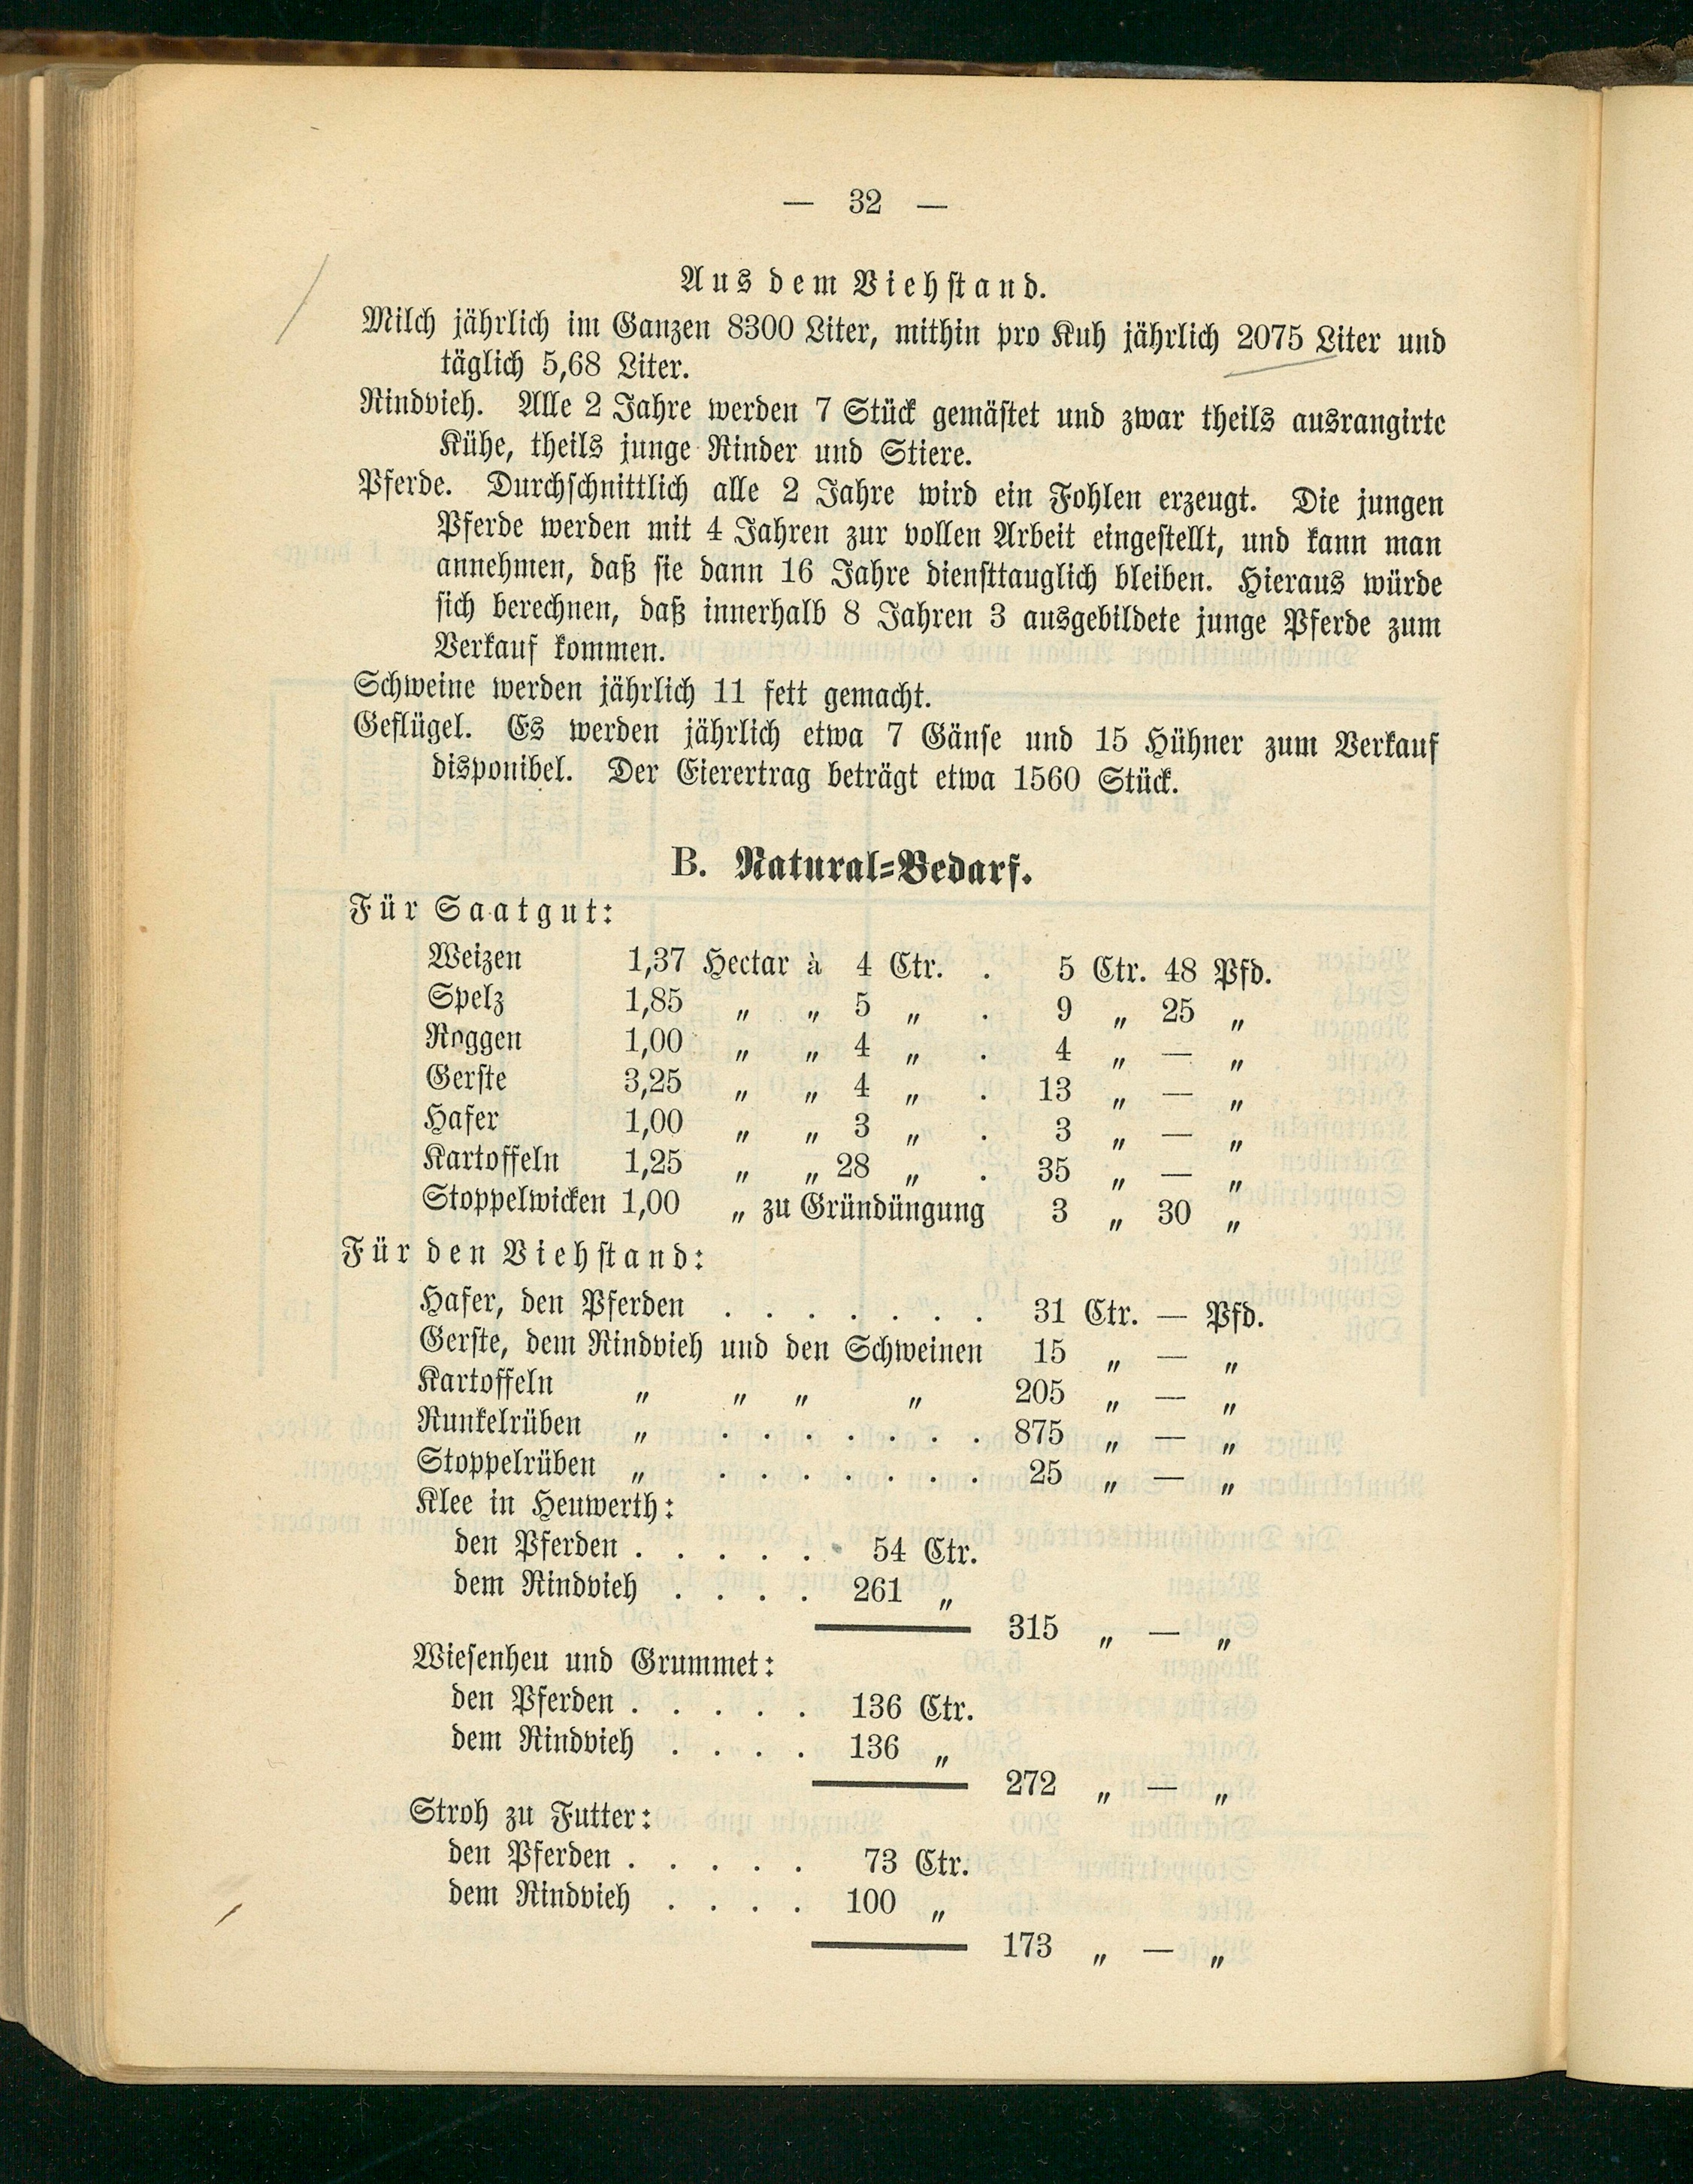 — 32 —
Aus dem Viehstand.
Milch jährlich im Ganzen 8300 Liter, mithin pro Kuh jährlich 2075 Liter und
täglich 5,68 Liter.
Rindvieh. Alle 2 Jahre werden 7 Stück gemästet und zwar theils ausrangirte
Kühe, theils junge Rinder und Stiere.
Pferde. Durchschnittlich alle 2 Jahre wird ein Fohlen erzeugt. Die jungen
Pferde werden mit 4 Jahren zur vollen Arbeit eingestellt, und kann man
annehmen, daß sie dann 16 Jahre diensttauglich bleiben. Hieraus würde
sich berechnen, daß innerhalb 8 Jahren 3 ausgebildete junge Pferde zum
Verkauf kommen.
Schweine werden jährlich 11 fett gemacht.
Geflügel. Es werden jährlich etwa 7 Gänse und 15 Hühner zum Verkauf
disponibel. Der Eierertrag beträgt etwa 1560 Stück.
B. Natural=Bedarf.
Für Saatgut:
Weizen 1,37 Hectar à 4 Ctr. . 5 Ctr. 48 Pfd.
Spelz 1,85 „ „ 5 „ . 9 „ 25 „
Roggen 1,00 „ „ 4 „ . 4 „ — „
Gerste 3,25 „ „ 4 „ . 13 „ — „
Hafer 1,00 „ „ 3 „ . 3 „ — „
Kartoffeln 1,25 „ „ 28 „ . 35 „ — „
Stoppelwicken 1,00 „ zu Gründüngung 3 „ 30 „
Für den Viehstand:
Hafer, den Pferden . . . . . . . 31 Ctr. — Pfd.
Gerste, dem Rindvieh und den Schweinen 15 „ — „
Kartoffeln „ „ „ „ 205 „ — „
Runkelrüben „ . . . . . . . 875 „ — „
Stoppelrüben „ . . . . . . . 25 „ — „
Klee in Heuwerth:
den Pferden . . . . . 54 Ctr.
dem Rindvieh . . . . 261 „
315 „ — „
Wiesenheu und Grummet:
den Pferden . . . . . 136 Ctr.
dem Rindvieh . . . . 136 „
272 „ — „
Stroh zu Futter:
den Pferden . . . . . 73 Ctr.
dem Rindvieh . . . . 100 „
173 „ — „